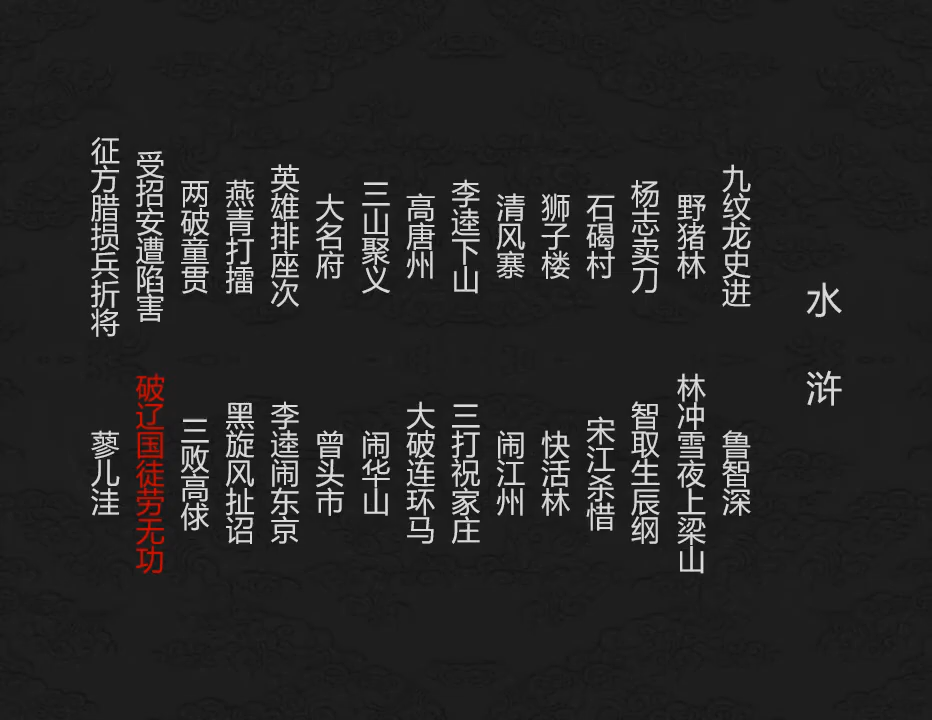 水浒
九纹龙史进
鲁智深
野猪林
林冲雪夜上梁山
杨志卖刀
智取生辰纲
石碣村
宋江杀惜
狮子楼
快活林
清风寨
闹江州
李逵下山
三打祝家庄
高唐州
大破连环马
三山聚义
闹华山
大名府
曾头市
英雄排座次
李逵闹东京
燕青打擂
黑旋风扯诏
两破童贯
三败高俅
受招安遭陷害
破辽国徒劳无功
征方腊损兵折将
蓼儿洼